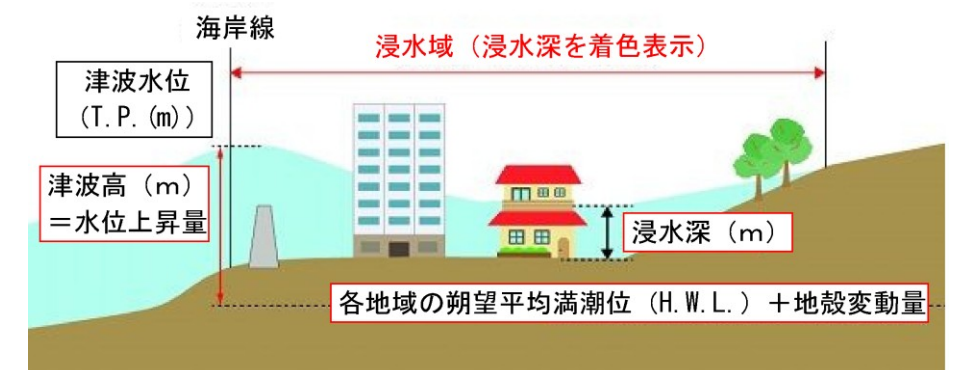 海岸線
浸水域（浸水深を着色表示）
津波水位
（T.P.(m)）
津波高（ｍ）
＝水位上昇量
浸水深（ｍ）
各地域の朔望平均満潮位（H.W.L.）＋地殻変動量